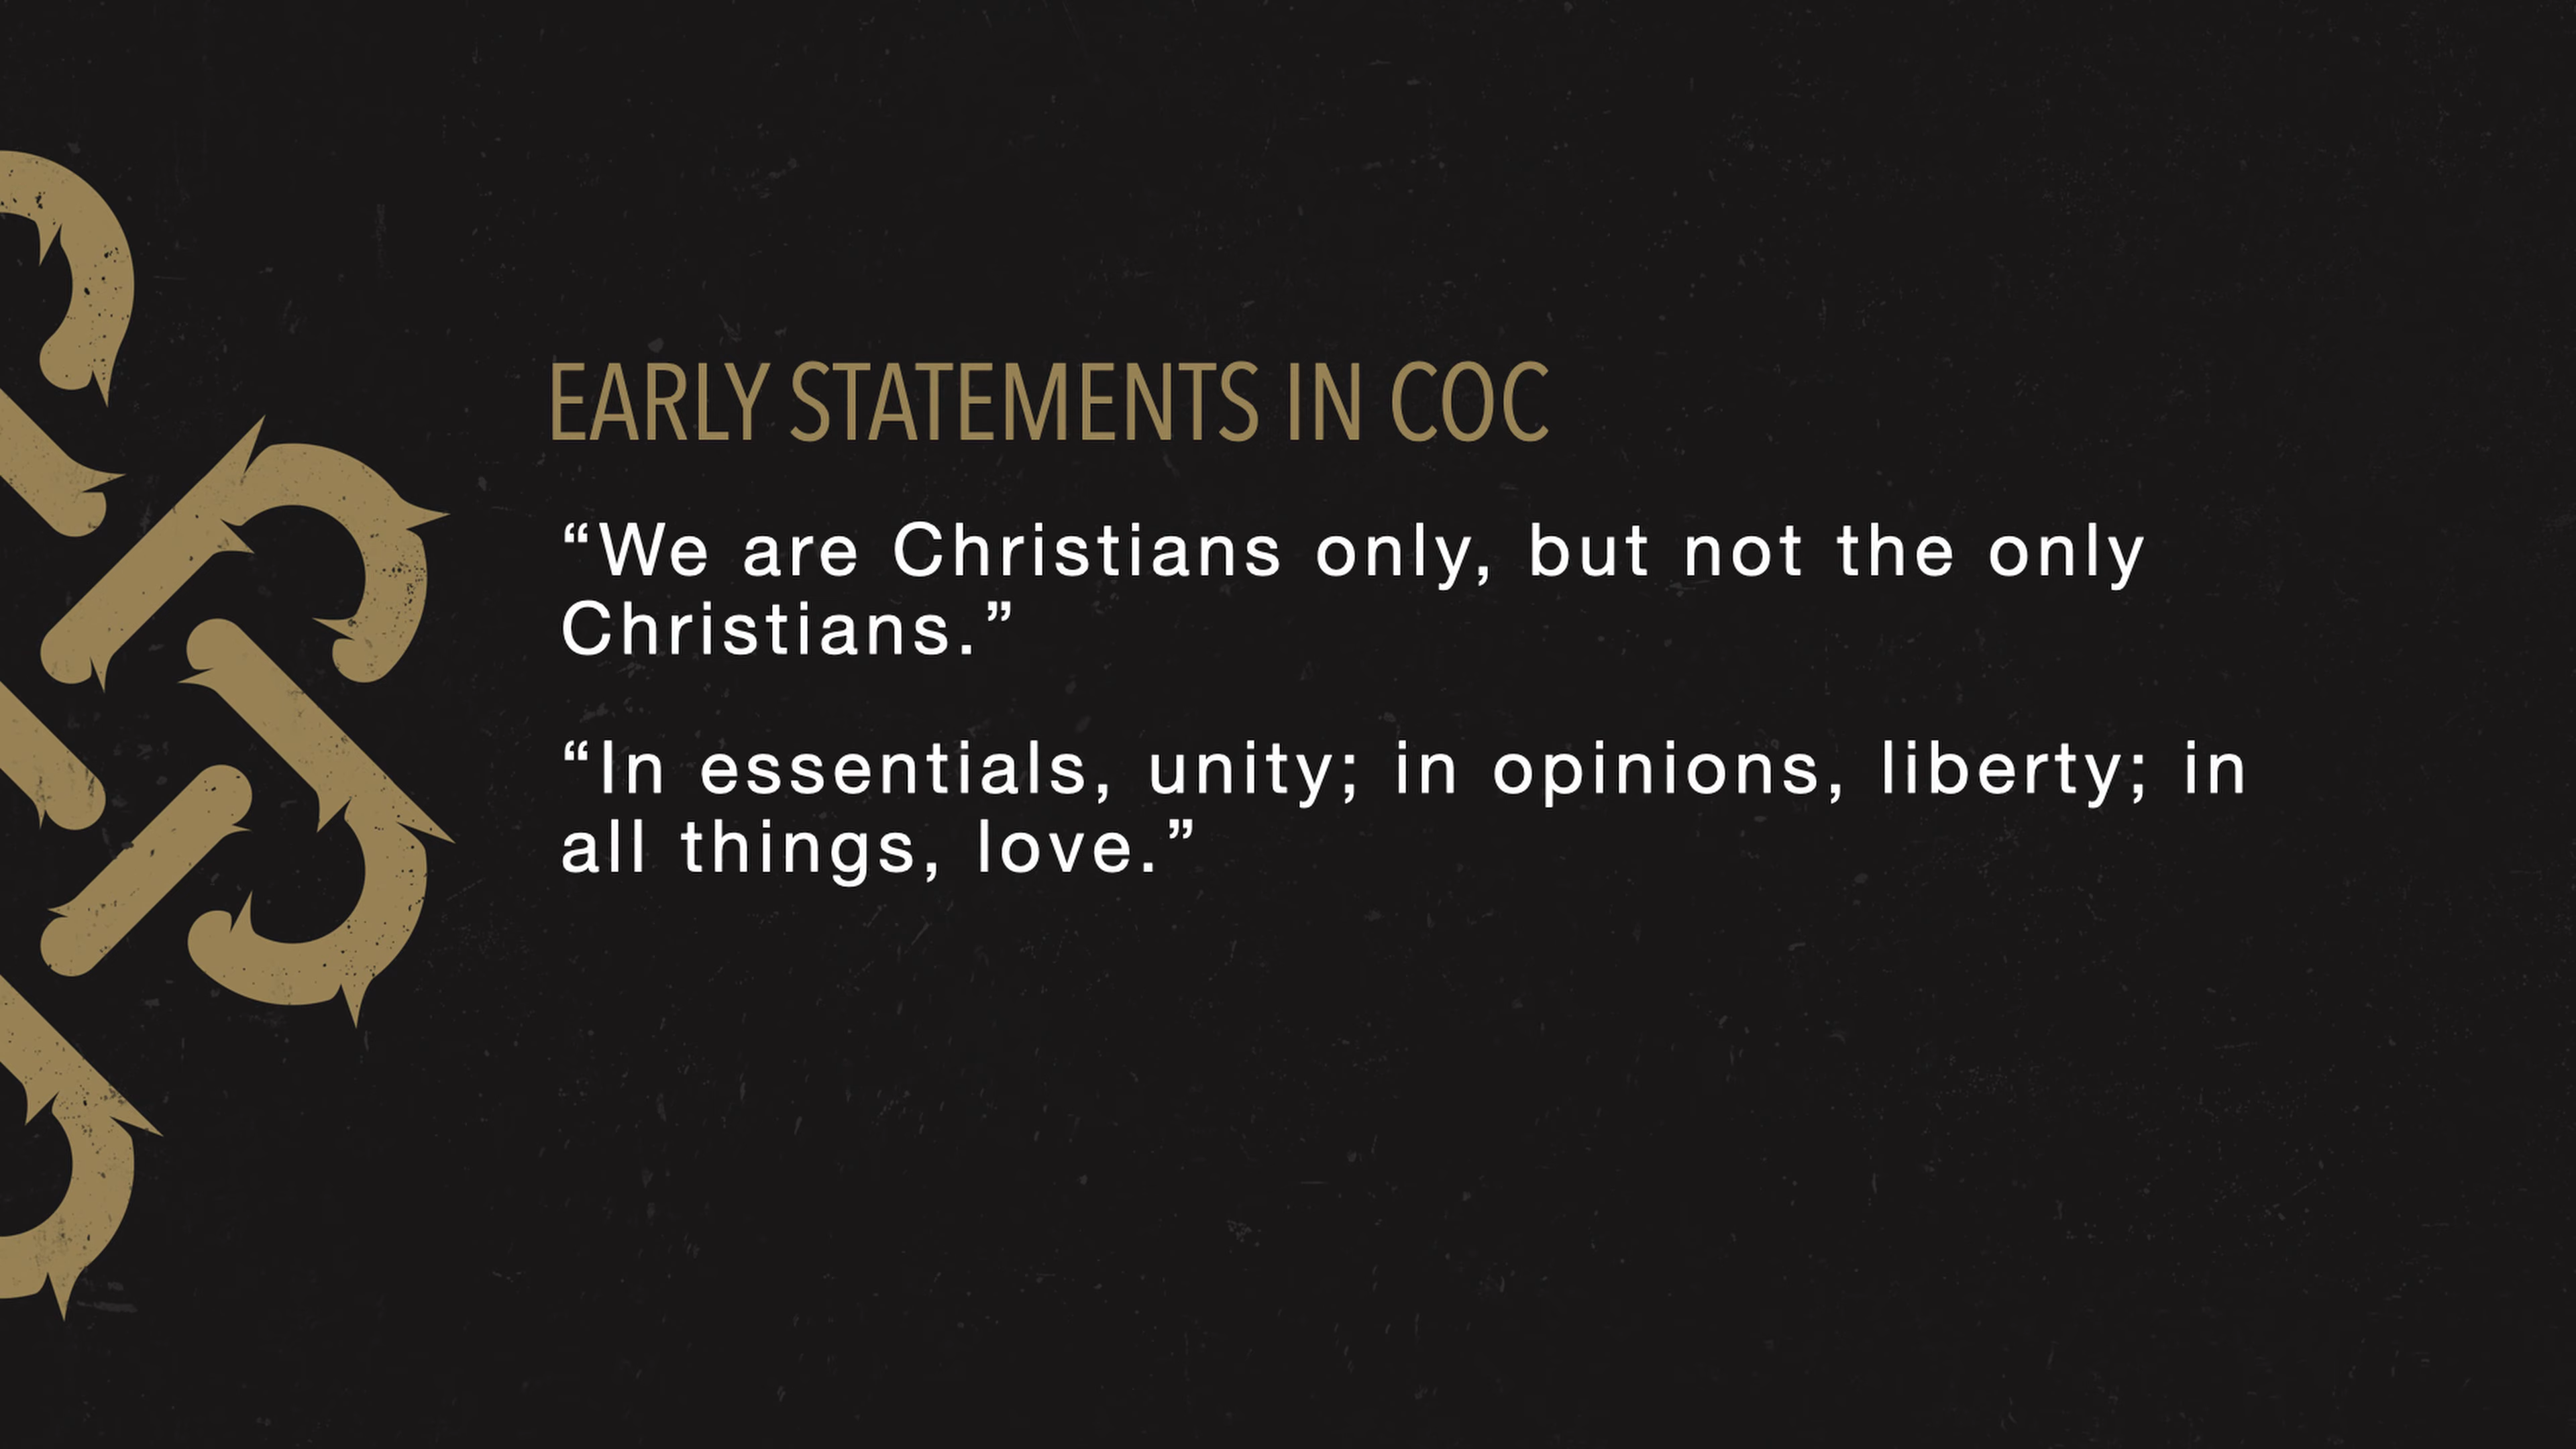 EARLY STATEMENTS IN COC
“We are Christians only, but not the only
Christians.”
“In essentials, unity; in opinions, liberty; in
all things, love.”